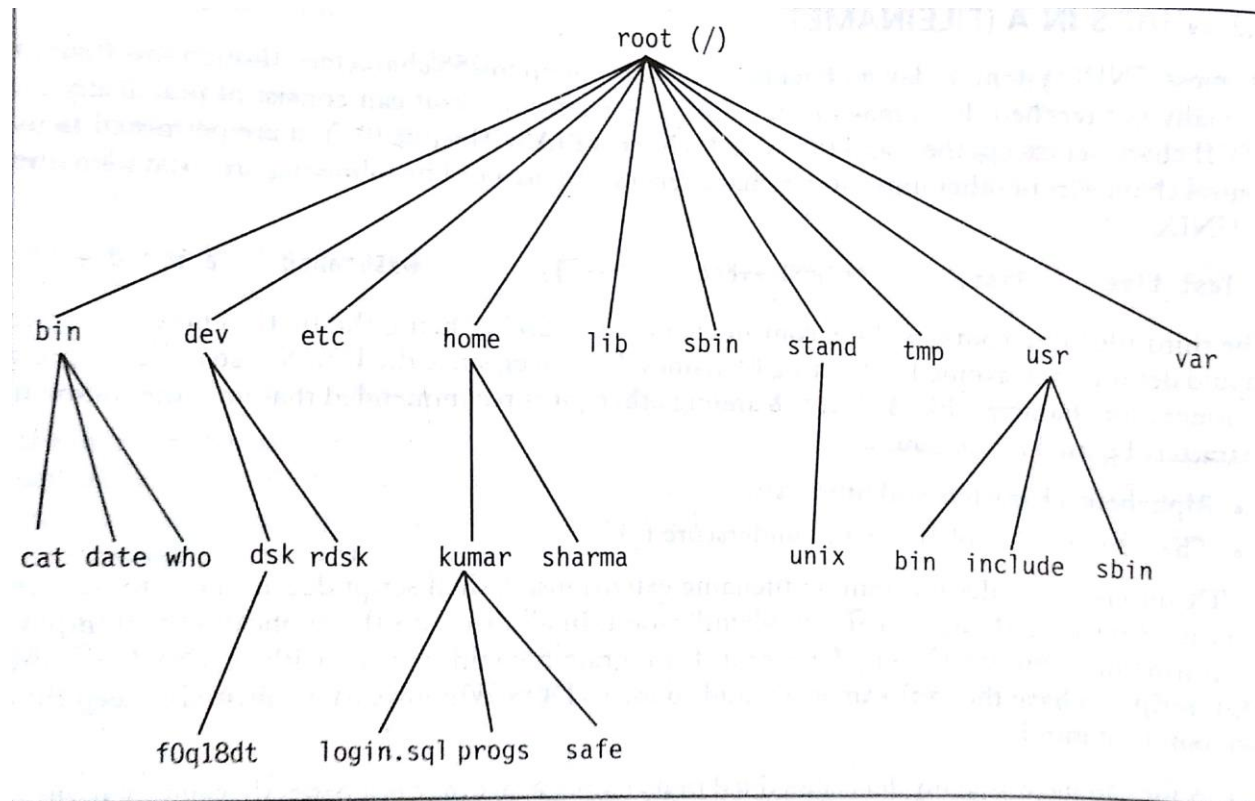 root (/)
bin dev etc home lib sbin stand tmp usr var
cat date who dsk rdsk kumar sharma unix bin include sbin
f0q18dt login.sql progs safe